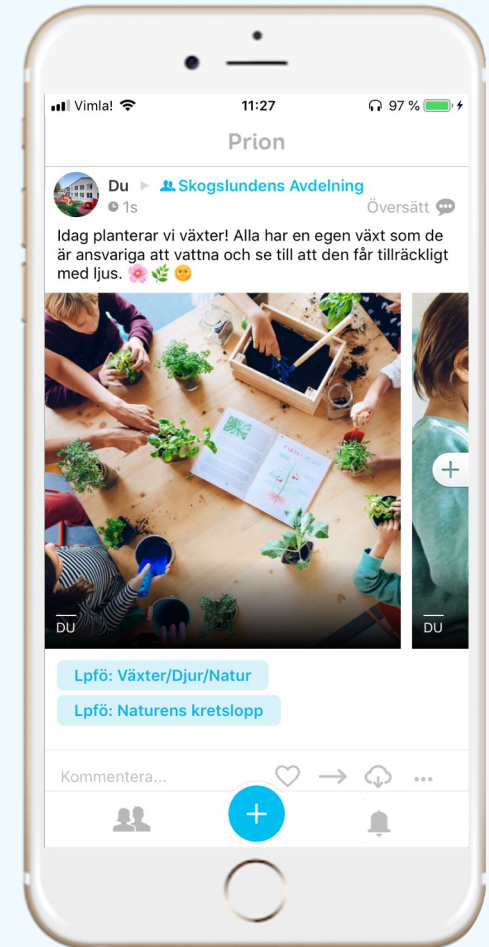 Vimla! 11:27 97 %
Prion
Du Skogslundens Avdelning
1s Översätt
Idag planterar vi växter! Alla har en egen växt som de
är ansvariga att vattna och se till att den får tillräckligt
med ljus. 🌸🌿🌞
DU DU
Lpfö: Växter/Djur/Natur
Lpfö: Naturens kretslopp
Kommentera...